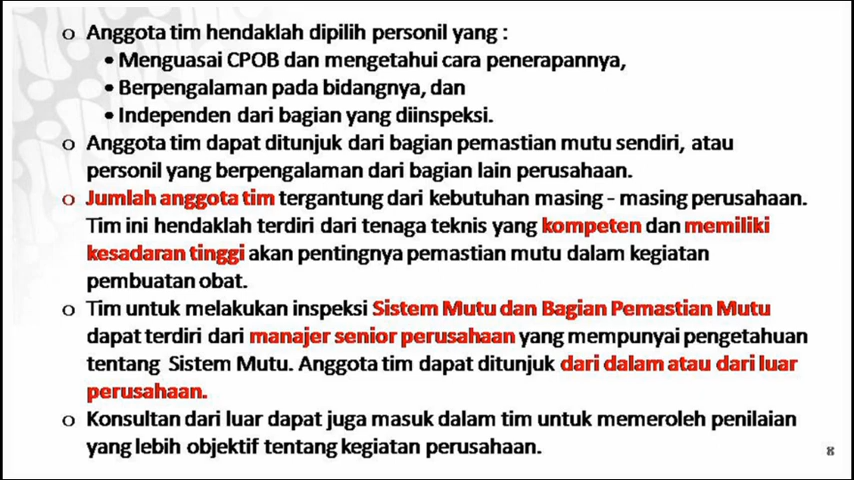 o Anggota tim hendaklah dipilih personil yang :
• Menguasai CPOB dan mengetahui cara penerapannya,
• Berpengalaman pada bidangnya, dan
• Independen dari bagian yang diinspeksi.
o Anggota tim dapat ditunjuk dari bagian pemastian mutu sendiri, atau
personil yang berpengalaman dari bagian lain perusahaan.
o Jumlah anggota tim tergantung dari kebutuhan masing - masing perusahaan.
Tim ini hendaklah terdiri dari tenaga teknis yang kompeten dan memiliki
kesadaran tinggi akan pentingnya pemastian mutu dalam kegiatan
pembuatan obat.
o Tim untuk melakukan inspeksi Sistem Mutu dan Bagian Pemastian Mutu
dapat terdiri dari manajer senior perusahaan yang mempunyai pengetahuan
tentang Sistem Mutu. Anggota tim dapat ditunjuk dari dalam atau dari luar
perusahaan.
o Konsultan dari luar dapat juga masuk dalam tim untuk memeroleh penilaian
yang lebih objektif tentang kegiatan perusahaan.
8